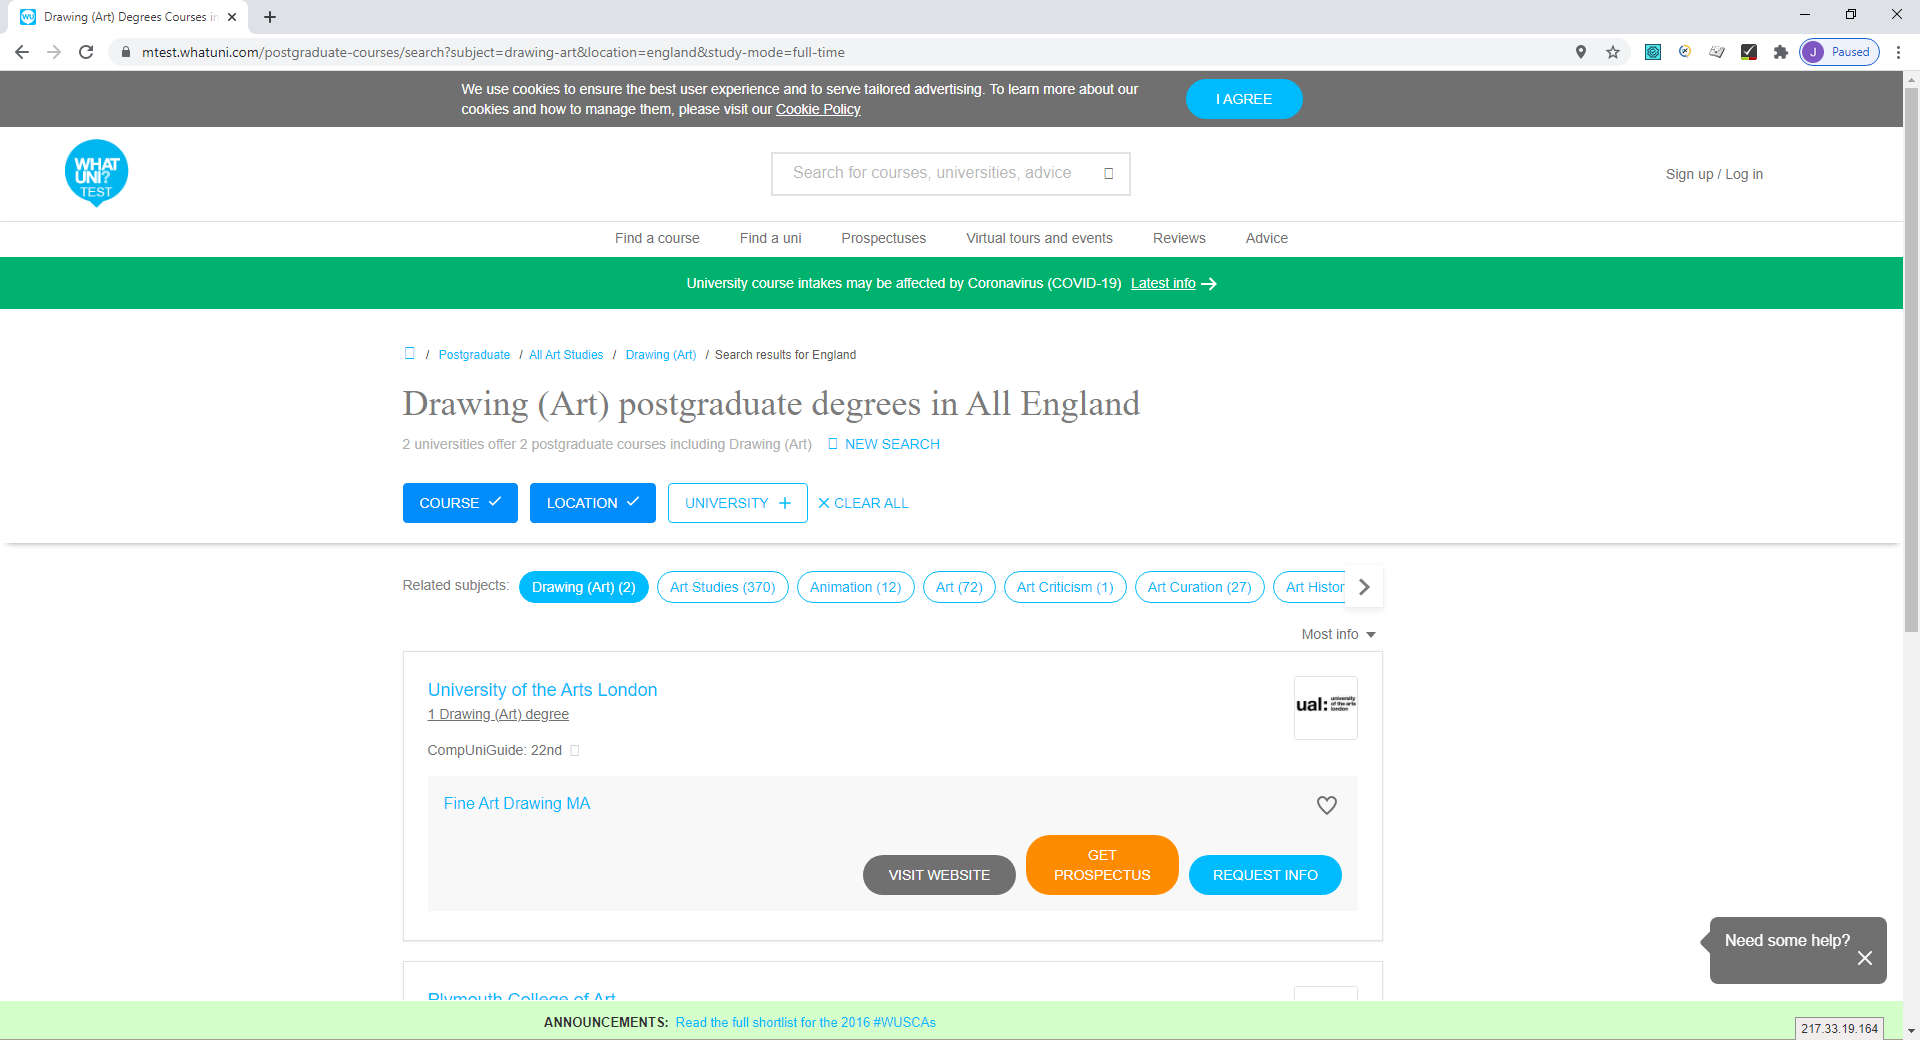 Drawing (Art) Degrees Courses in
mtest.whatuni.com/postgraduate-courses/search?subject=drawing-art&location=england&study-mode=full-time
J Paused
We use cookies to ensure the best user experience and to serve tailored advertising. To learn more about our
cookies and how to manage them, please visit our Cookie Policy
I AGREE
WHAT
UNI?
TEST
Search for courses, universities, advice
Sign up / Log in
Find a course Find a uni Prospectuses Virtual tours and events Reviews Advice
University course intakes may be affected by Coronavirus (COVID-19) Latest info
/ Postgraduate / All Art Studies / Drawing (Art) / Search results for England
Drawing (Art) postgraduate degrees in All England
2 universities offer 2 postgraduate courses including Drawing (Art) NEW SEARCH
COURSE LOCATION UNIVERSITY CLEAR ALL
Related subjects: Drawing (Art) (2) Art Studies (370) Animation (12) Art (72) Art Criticism (1) Art Curation (27) Art Histor
Most info
University of the Arts London
1 Drawing (Art) degree
ual: university
of the arts
london
CompUniGuide: 22nd
Fine Art Drawing MA
VISIT WEBSITE
GET
PROSPECTUS
REQUEST INFO
Need some help?
Plymouth College of Art
ANNOUNCEMENTS: Read the full shortlist for the 2016 #WUSCAs
217.33.19.164